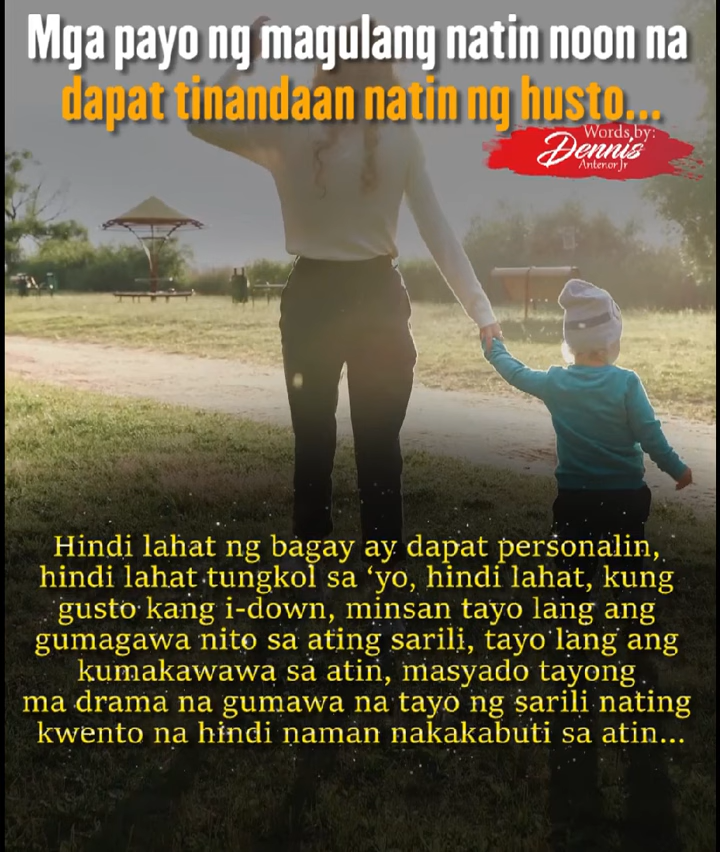 Mga payo ng magulang natin noon na
dapat tinandaan natin ng husto...
Words by:
Dennis
Antenor Jr
Hindi lahat ng bagay ay dapat personalin,
hindi lahat tungkol sa ‘yo, hindi lahat, kung
gusto kang i-down, minsan tayo lang ang
gumagawa nito sa ating sarili, tayo lang ang
kumakawawa sa atin, masyado tayong
ma drama na gumawa na tayo ng sarili nating
kwento na hindi naman nakakabuti sa atin...